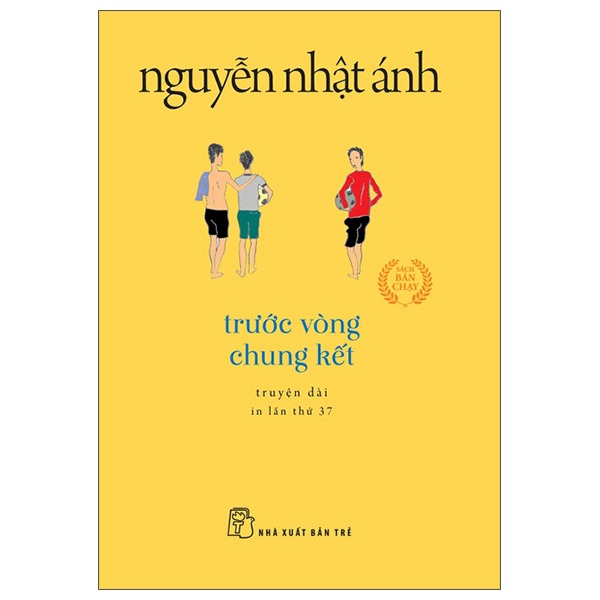 nguyễn nhật ánh
SÁCH
BÁN
CHẠY
trước vòng
chung kết
truyện dài
in lần thứ 37
NHÀ XUẤT BẢN TRẺ